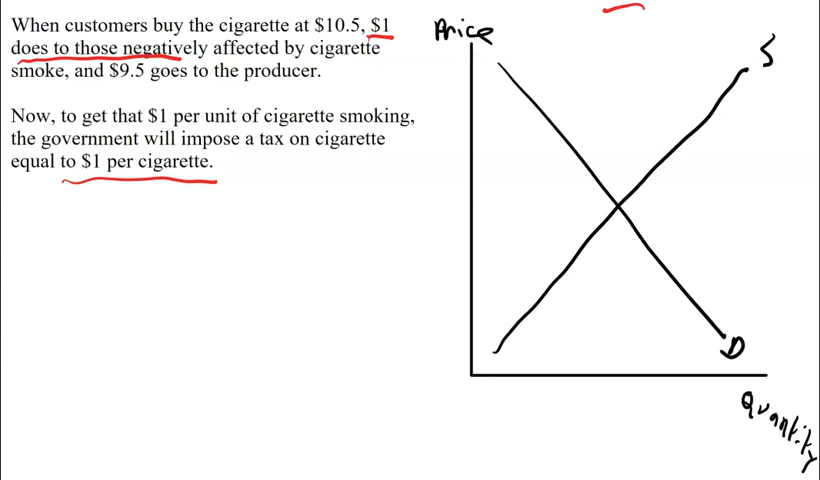 When customers buy the cigarette at $10.5, $1
does to those negatively affected by cigarette
smoke, and $9.5 goes to the producer.
Now, to get that $1 per unit of cigarette smoking,
the government will impose a tax on cigarette
equal to $1 per cigarette.
Price
S
D
Quantity